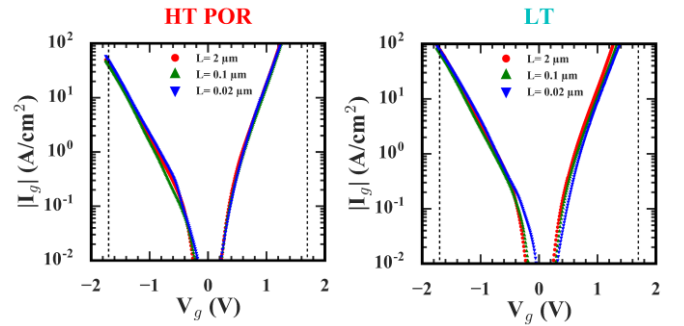 HT POR
LT
10²
10¹
10⁰
10⁻¹
10⁻²
|I_g| (A/cm²)
L= 2 µm
L= 0.1 µm
L= 0.02 µm
−2 −1 0 1 2
V_g (V)
10²
10¹
10⁰
10⁻¹
10⁻²
|I_g| (A/cm²)
L= 2 µm
L= 0.1 µm
L= 0.02 µm
−2 −1 0 1 2
V_g (V)